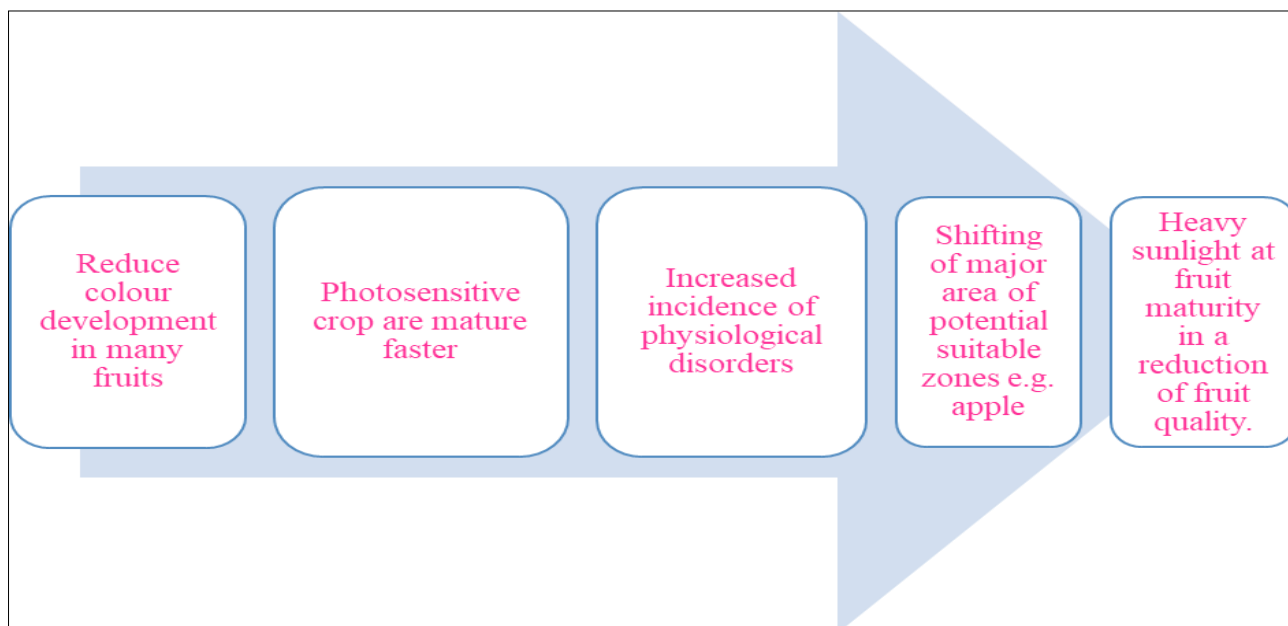 Reduce
colour
development
in many
fruits
Photosensitive
crop are mature
faster
Increased
incidence of
physiological
disorders
Shifting
of major
area of
potential
suitable
zones e.g.
apple
Heavy
sunlight at
fruit
maturity
in a
reduction
of fruit
quality.